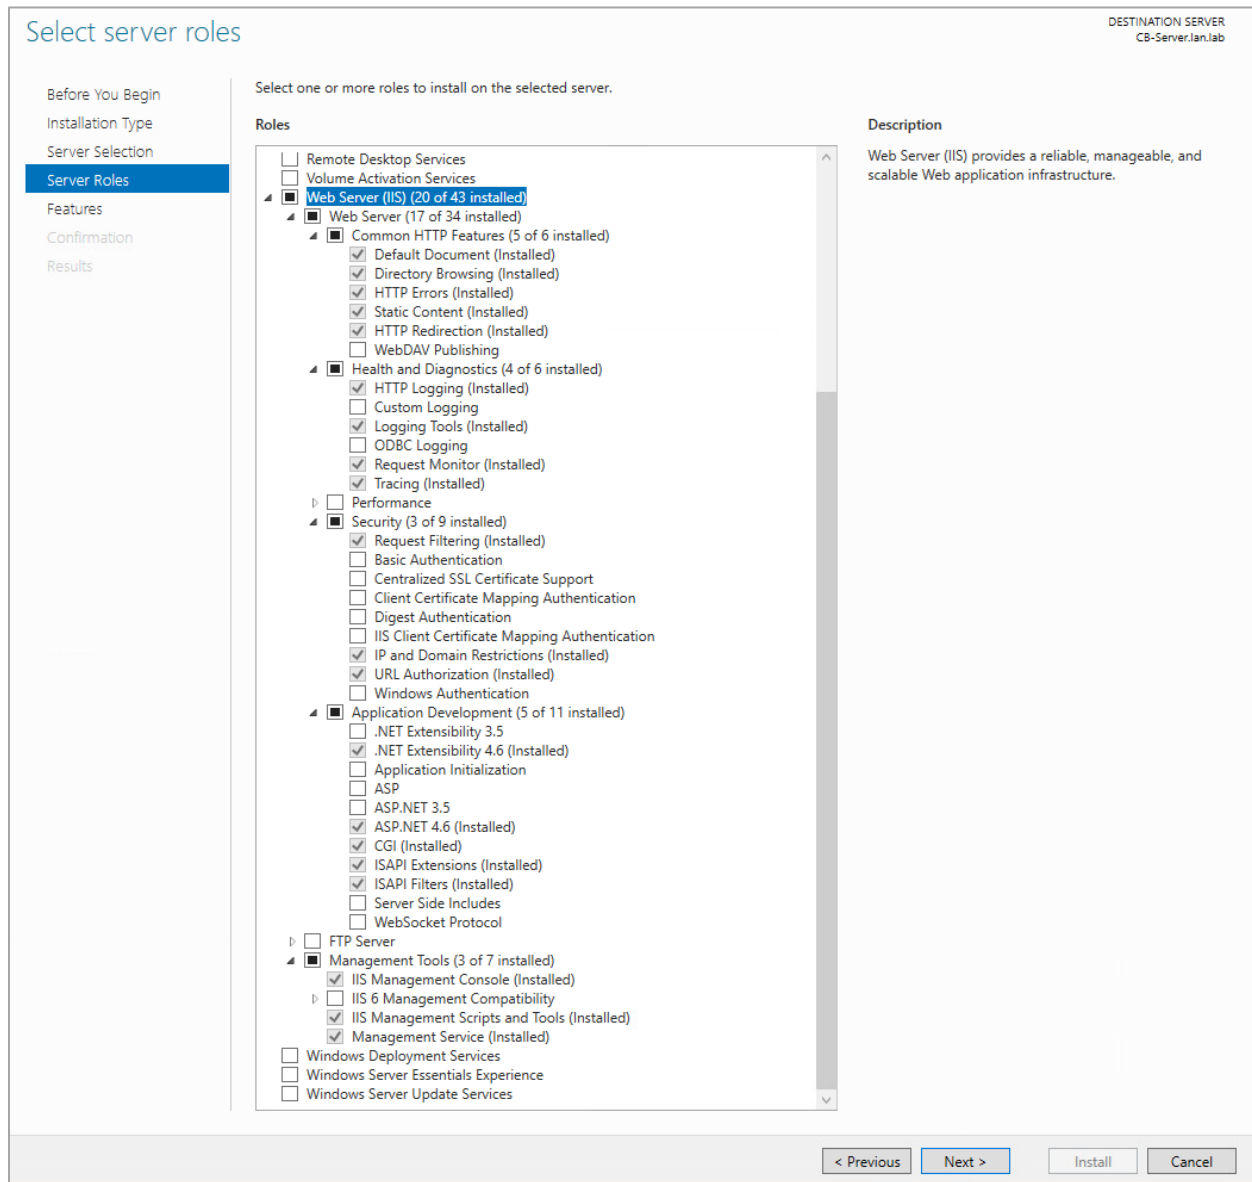 Select server roles
DESTINATION SERVER
CB-Server.lan.lab
Before You Begin
Installation Type
Server Selection
Server Roles
Features
Confirmation
Results
Select one or more roles to install on the selected server.
Roles
Remote Desktop Services
Volume Activation Services
Web Server (IIS) (20 of 43 installed)
Web Server (17 of 34 installed)
Common HTTP Features (5 of 6 installed)
Default Document (Installed)
Directory Browsing (Installed)
HTTP Errors (Installed)
Static Content (Installed)
HTTP Redirection (Installed)
WebDAV Publishing
Health and Diagnostics (4 of 6 installed)
HTTP Logging (Installed)
Custom Logging
Logging Tools (Installed)
ODBC Logging
Request Monitor (Installed)
Tracing (Installed)
Performance
Security (3 of 9 installed)
Request Filtering (Installed)
Basic Authentication
Centralized SSL Certificate Support
Client Certificate Mapping Authentication
Digest Authentication
IIS Client Certificate Mapping Authentication
IP and Domain Restrictions (Installed)
URL Authorization (Installed)
Windows Authentication
Application Development (5 of 11 installed)
.NET Extensibility 3.5
.NET Extensibility 4.6 (Installed)
Application Initialization
ASP
ASP.NET 3.5
ASP.NET 4.6 (Installed)
CGI (Installed)
ISAPI Extensions (Installed)
ISAPI Filters (Installed)
Server Side Includes
WebSocket Protocol
FTP Server
Management Tools (3 of 7 installed)
IIS Management Console (Installed)
IIS 6 Management Compatibility
IIS Management Scripts and Tools (Installed)
Management Service (Installed)
Windows Deployment Services
Windows Server Essentials Experience
Windows Server Update Services
Description
Web Server (IIS) provides a reliable, manageable, and
scalable Web application infrastructure.
< Previous
Next >
Install
Cancel